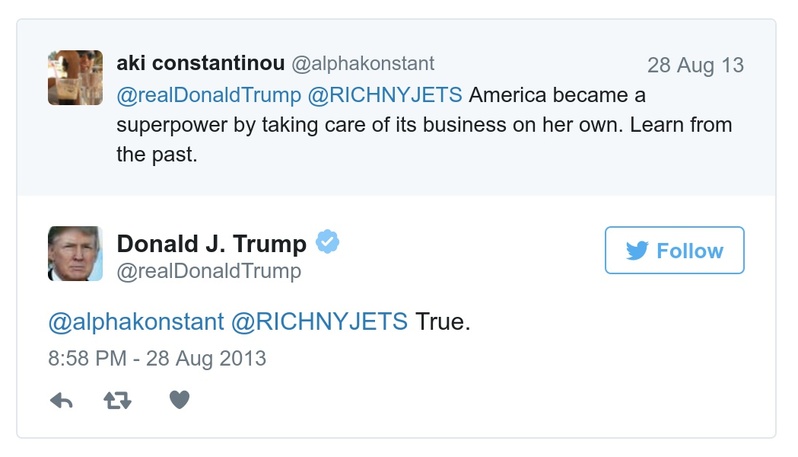 aki constantinou @alphakonstant 28 Aug 13
@realDonaldTrump @RICHNYJETS America became a
superpower by taking care of its business on her own. Learn from
the past.
Donald J. Trump
Follow
@realDonaldTrump
@alphakonstant @RICHNYJETS True.
8:58 PM - 28 Aug 2013